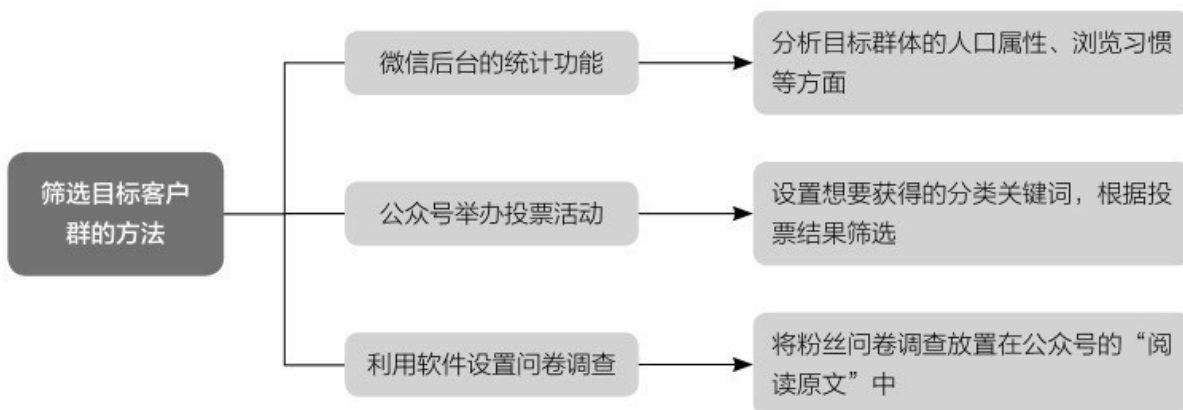 筛选目标客户
群的方法
微信后台的统计功能
分析目标群体的人口属性、浏览习惯
等方面
公众号举办投票活动
设置想要获得的分类关键词，根据投
票结果筛选
利用软件设置问卷调查
将粉丝问卷调查放置在公众号的“阅
读原文”中